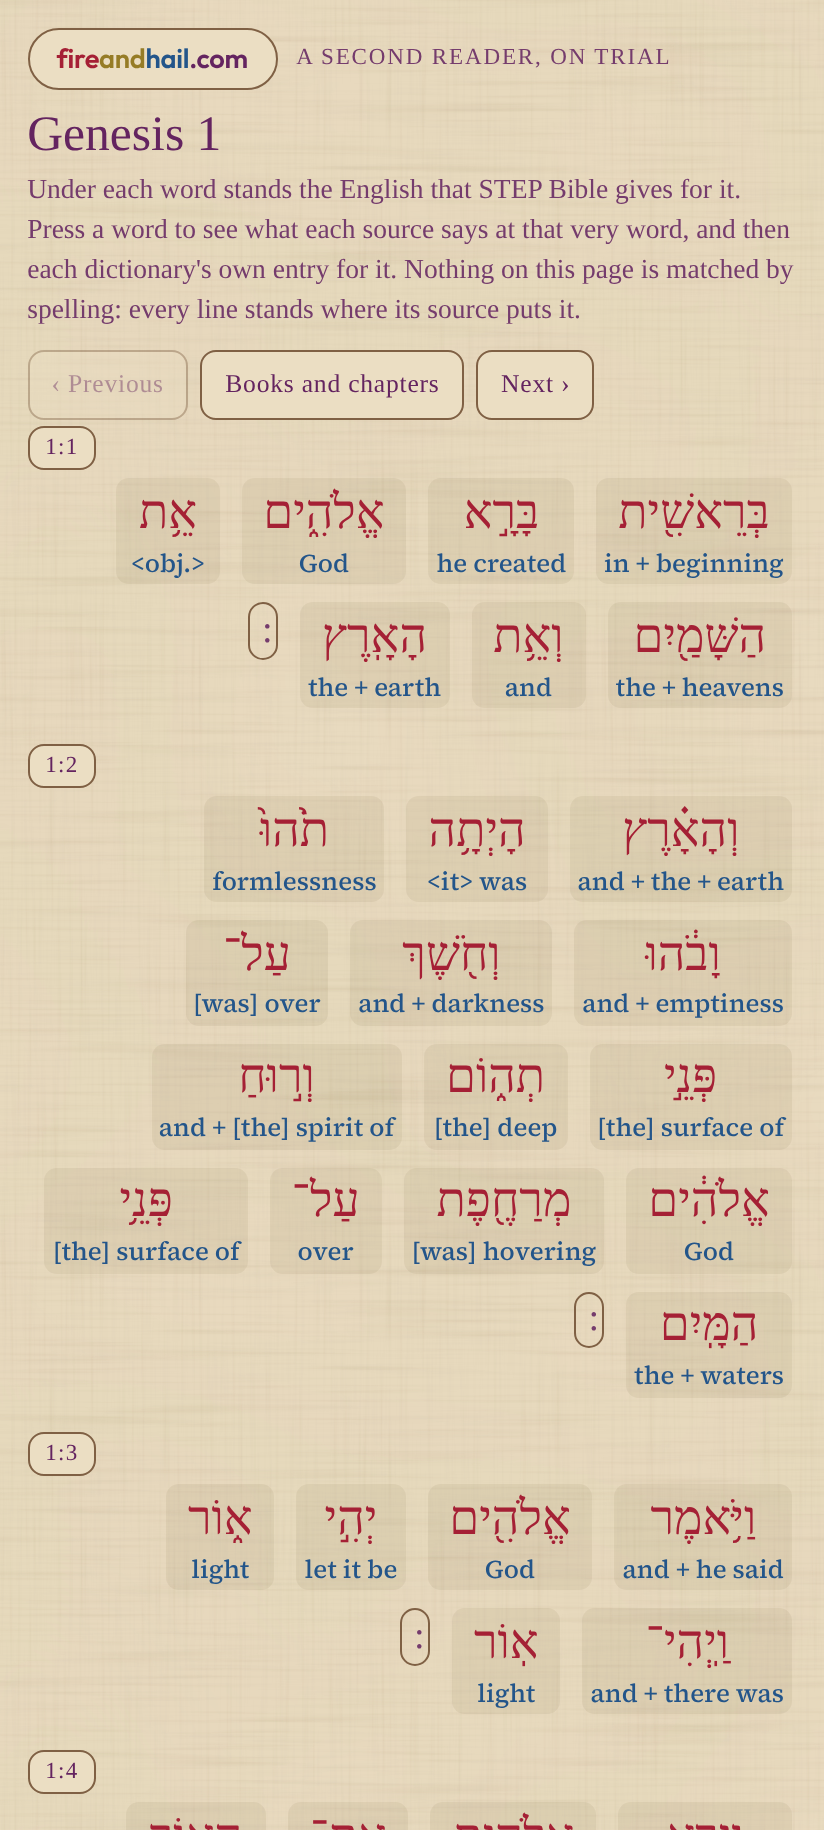 fireandhail.com A SECOND READER, ON TRIAL
Genesis 1
Under each word stands the English that STEP Bible gives for it.
Press a word to see what each source says at that very word, and then
each dictionary's own entry for it. Nothing on this page is matched by
spelling: every line stands where its source puts it.
‹ Previous Books and chapters Next ›
1:1
בְּרֵאשִׁ֖ית בָּרָ֣א אֱלֹהִ֑ים אֵ֥ת
in + beginning he created God <obj.>
הַשָּׁמַ֖יִם וְאֵ֥ת הָאָֽרֶץ ׃
the + heavens and the + earth
1:2
וְהָאָ֗רֶץ הָיְתָ֥ה תֹ֙הוּ֙
and + the + earth <it> was formlessness
וָבֹ֔הוּ וְחֹ֖שֶׁךְ עַל־
and + emptiness and + darkness [was] over
פְּנֵ֣י תְה֑וֹם וְר֣וּחַ
[the] surface of [the] deep and + [the] spirit of
אֱלֹהִ֔ים מְרַחֶ֖פֶת עַל־ פְּנֵ֥י
God [was] hovering over [the] surface of
הַמָּֽיִם ׃
the + waters
1:3
וַיֹּ֥אמֶר אֱלֹהִ֖ים יְהִ֣י א֑וֹר
and + he said God let it be light
וַֽיְהִי־ אֽוֹר ׃
and + there was light
1:4